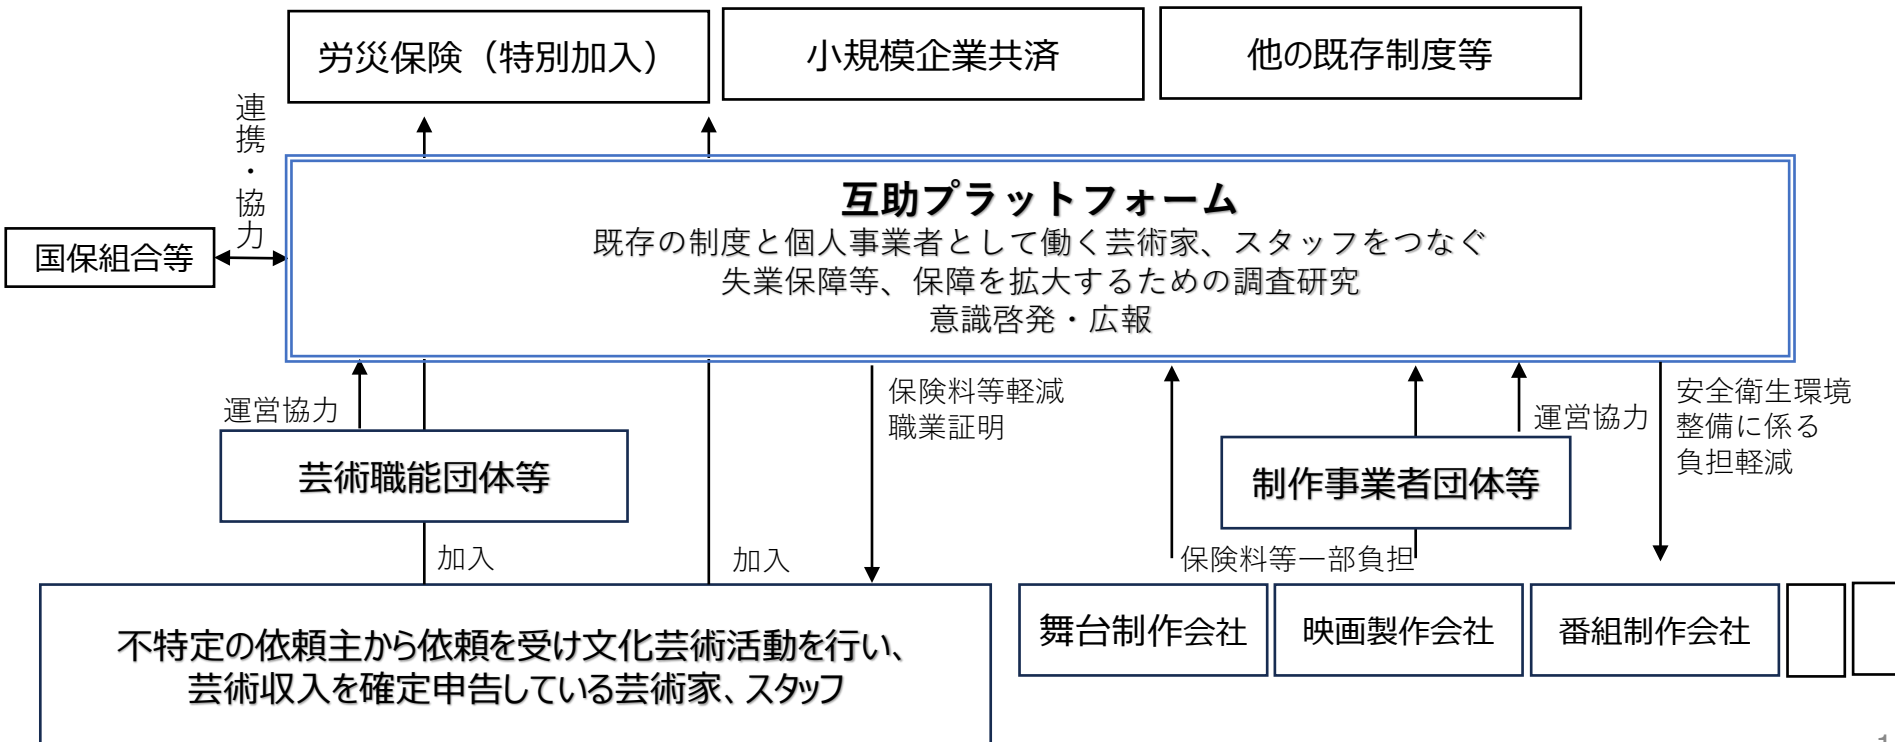 労災保険（特別加入）
小規模企業共済
他の既存制度等
連携・協力
国保組合等
互助プラットフォーム
既存の制度と個人事業者として働く芸術家、スタッフをつなぐ
失業保障等、保障を拡大するための調査研究
意識啓発・広報
運営協力
保険料等軽減
職業証明
運営協力
安全衛生環境
整備に係る
負担軽減
芸術職能団体等
制作事業者団体等
加入
加入
保険料等一部負担
不特定の依頼主から依頼を受け文化芸術活動を行い、
芸術収入を確定申告している芸術家、スタッフ
舞台制作会社
映画製作会社
番組制作会社